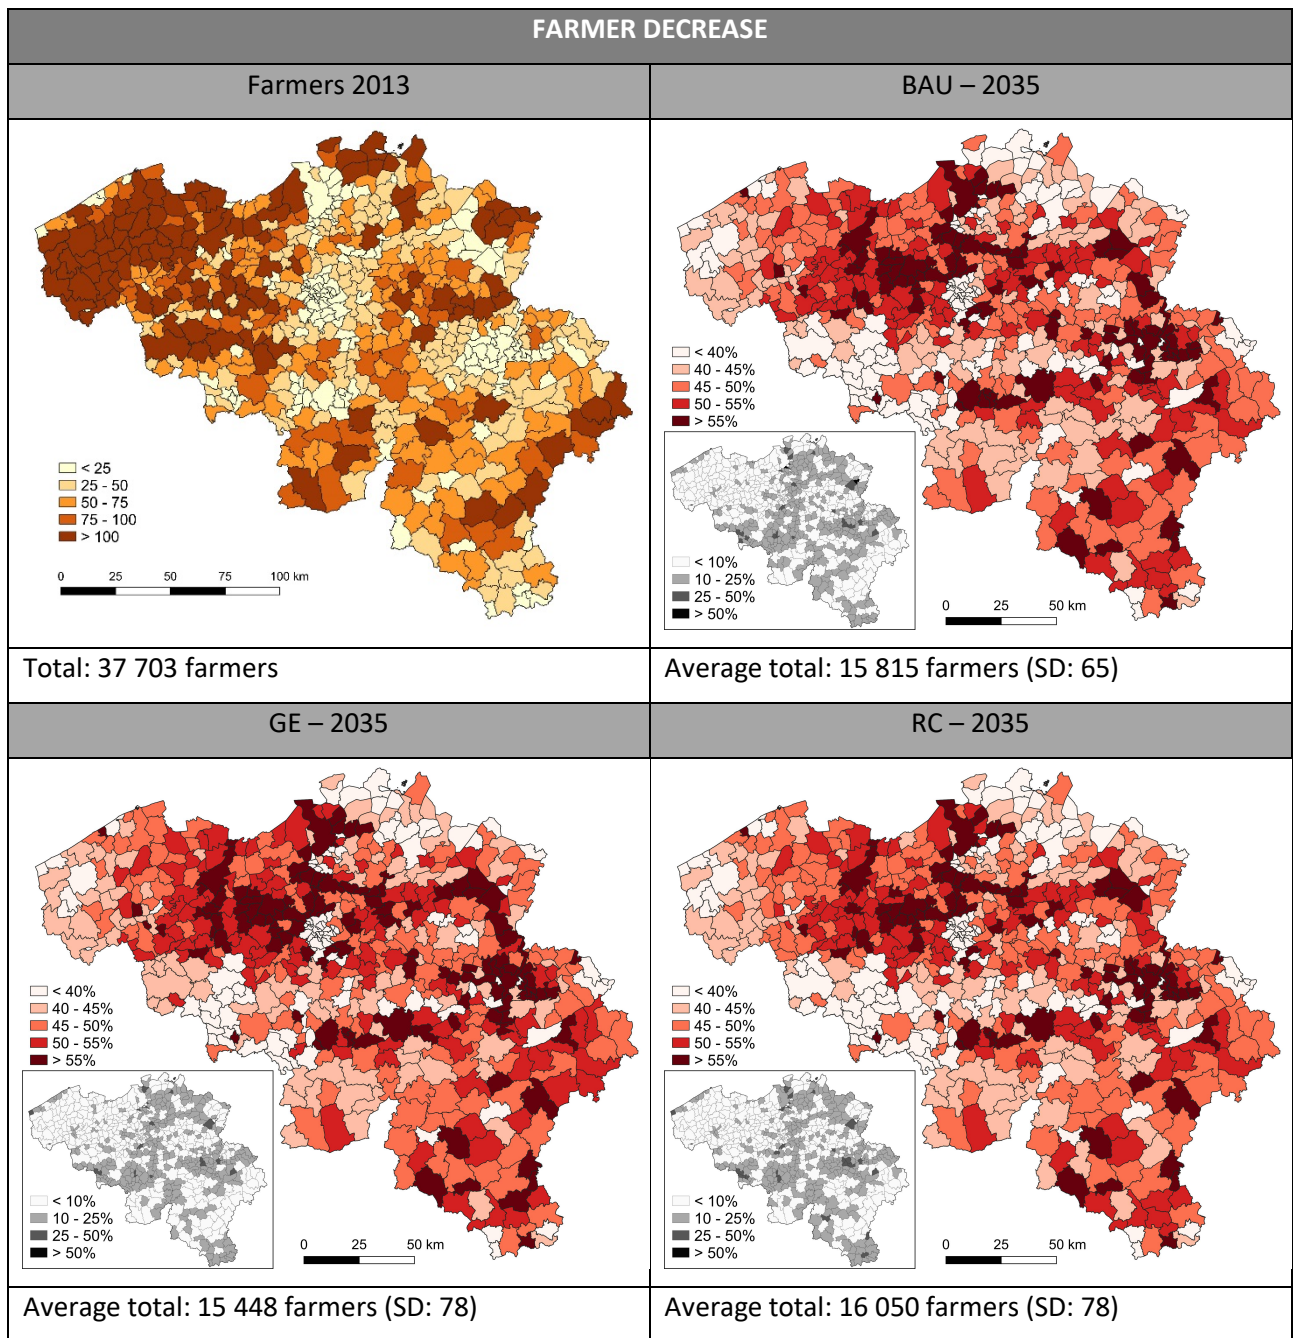 FARMER DECREASE
Farmers 2013
BAU – 2035
< 25
25 - 50
50 - 75
75 - 100
> 100
0 25 50 75 100 km
< 40%
40 - 45%
45 - 50%
50 - 55%
> 55%
< 10%
10 - 25%
25 - 50%
> 50%
0 25 50 km
Total: 37 703 farmers
Average total: 15 815 farmers (SD: 65)
GE – 2035
RC – 2035
< 40%
40 - 45%
45 - 50%
50 - 55%
> 55%
< 10%
10 - 25%
25 - 50%
> 50%
0 25 50 km
< 40%
40 - 45%
45 - 50%
50 - 55%
> 55%
< 10%
10 - 25%
25 - 50%
> 50%
0 25 50 km
Average total: 15 448 farmers (SD: 78)
Average total: 16 050 farmers (SD: 78)